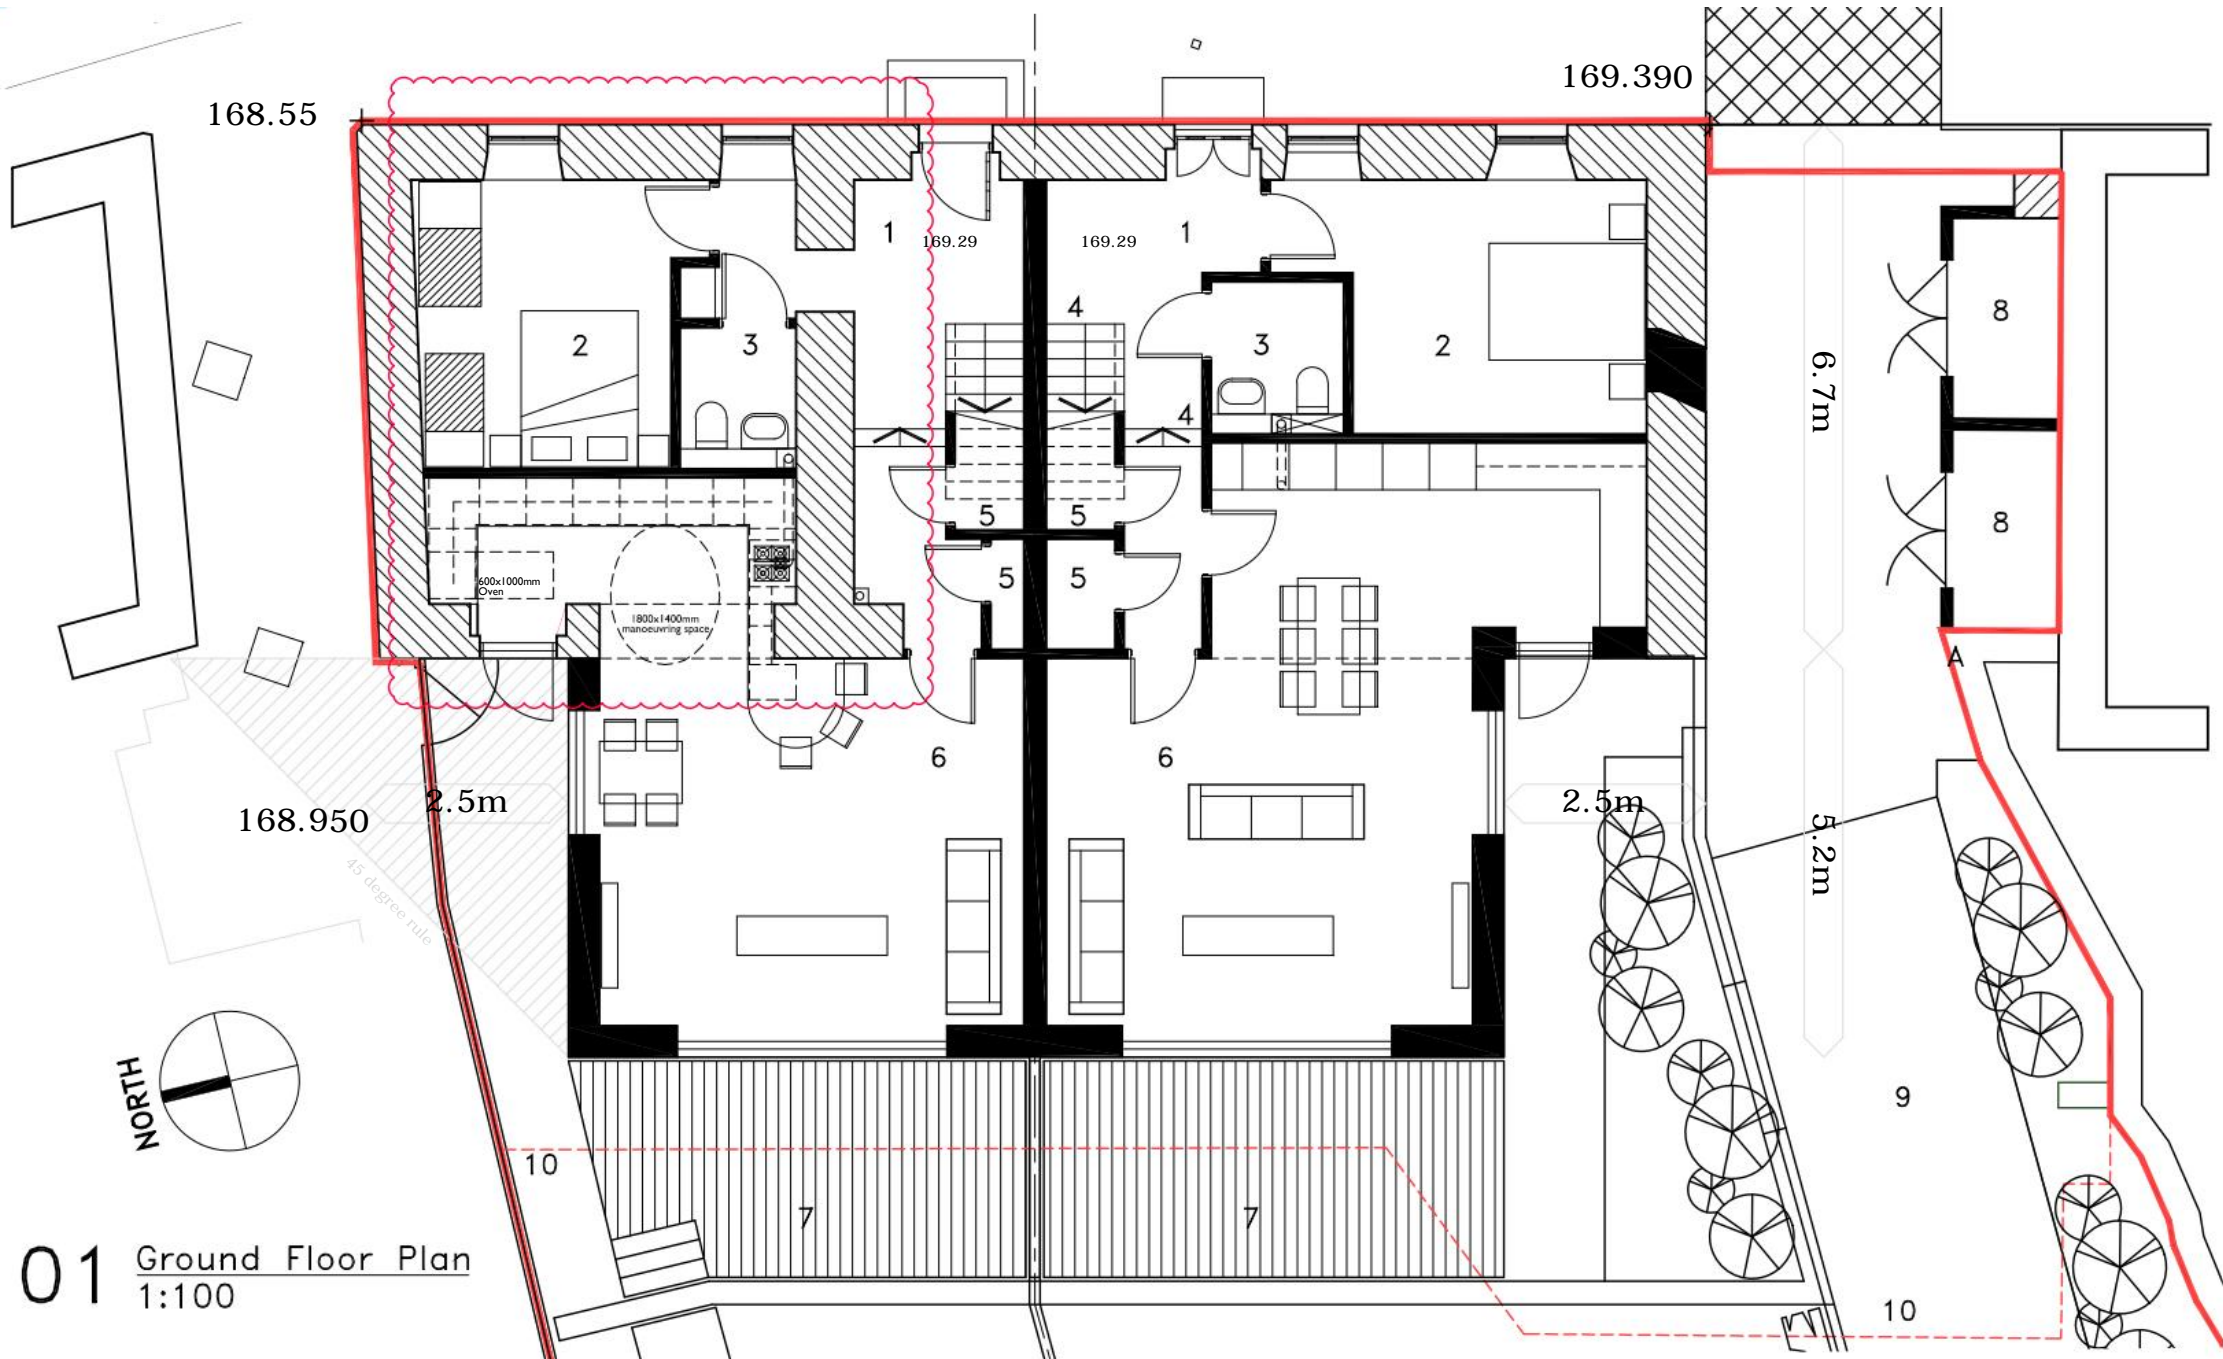 169.390
168.55
1
169.29
169.29
1
4
8
2
3
3
2
6.7m
4
5
5
8
600x1000mm
Oven
5
5
1800x1400mm
manoeuvring space
A
6
6
168.950
2.5m
2.5m
5.2m
45 degree rule
NORTH
9
10
7
7
01 Ground Floor Plan
1:100
10